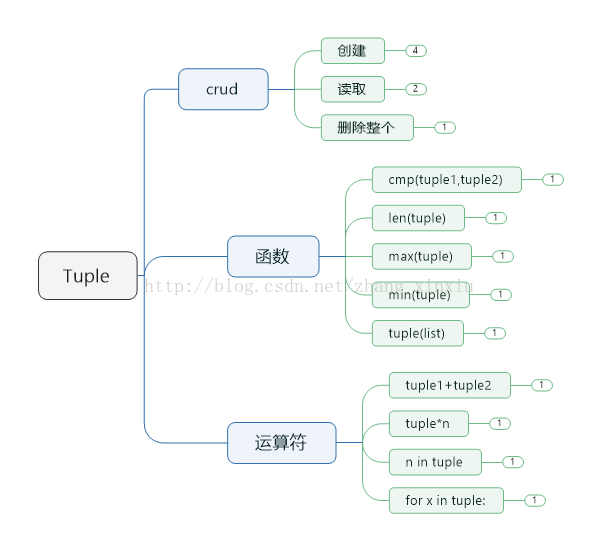 Tuple
crud
创建 4
读取 2
删除整个 1
函数
cmp(tuple1,tuple2) 1
len(tuple) 1
max(tuple) 1
min(tuple) 1
tuple(list) 1
运算符
tuple1+tuple2 1
tuple*n 1
n in tuple 1
for x in tuple: 1
http://blog.csdn.net/zhang_xinxiu